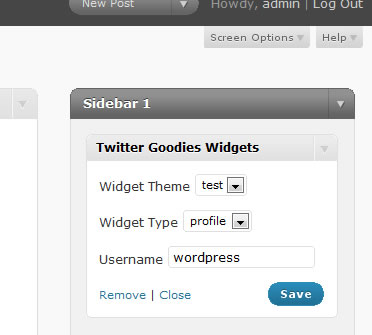 New Post
Howdy, admin | Log Out
Screen Options Help
Sidebar 1
Twitter Goodies Widgets
Widget Theme test
Widget Type profile
Username wordpress
Remove | Close Save